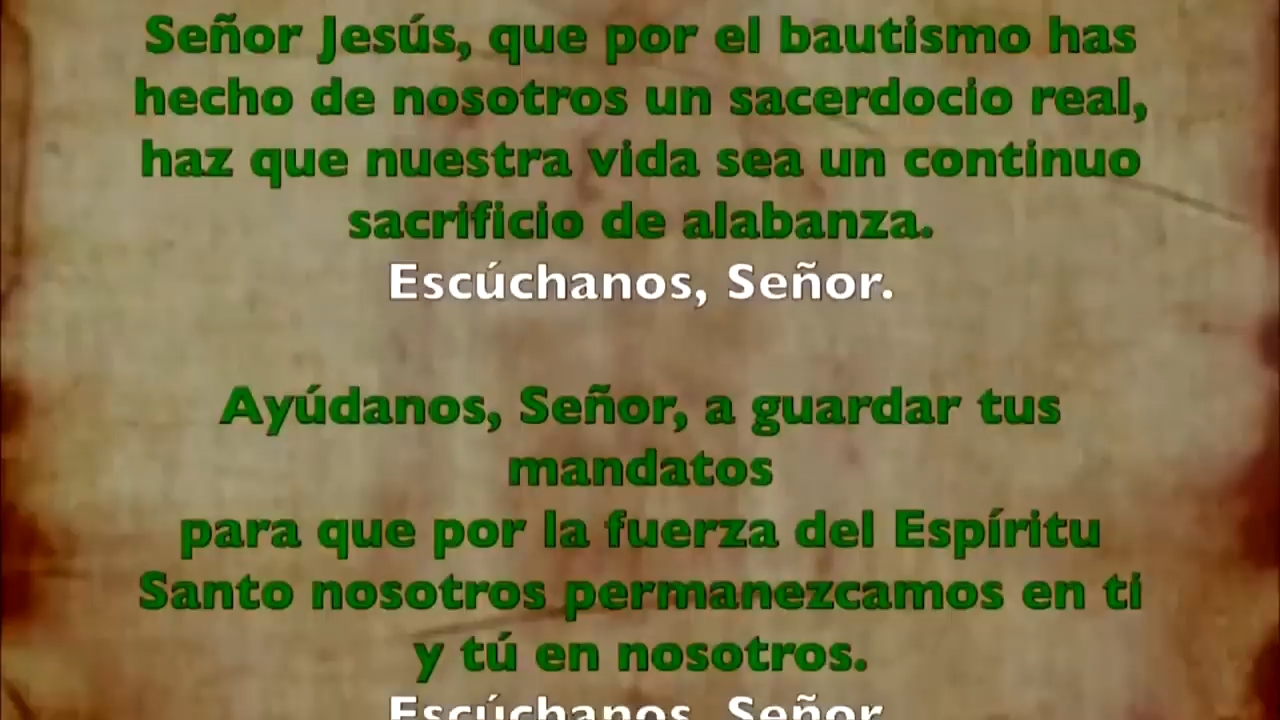 Señor Jesús, que por el bautismo has
hecho de nosotros un sacerdocio real,
haz que nuestra vida sea un continuo
sacrificio de alabanza.
Escúchanos, Señor.
Ayúdanos, Señor, a guardar tus
mandatos
para que por la fuerza del Espíritu
Santo nosotros permanezcamos en ti
y tú en nosotros.
Escúchanos, Señor.